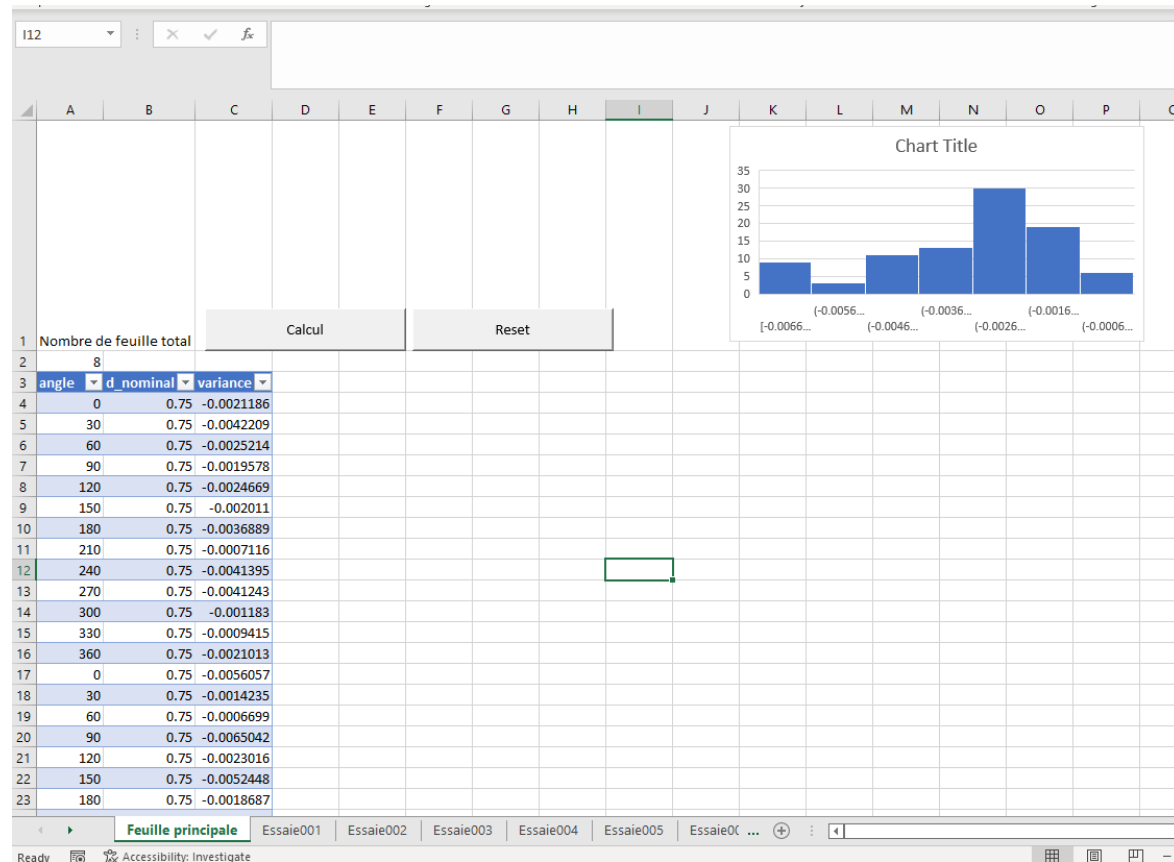 I12 fx
A B C D E F G H I J K L M N O P
Chart Title
35
30
25
20
15
10
5
0
(-0.0056... (-0.0036... (-0.0016...
[-0.0066... (-0.0046... (-0.0026... (-0.0006...
1 Nombre de feuille total Calcul Reset
2 8
3 angle d_nominal variance
4 0 0.75 -0.0021186
5 30 0.75 -0.0042209
6 60 0.75 -0.0025214
7 90 0.75 -0.0019578
8 120 0.75 -0.0024669
9 150 0.75 -0.002011
10 180 0.75 -0.0036889
11 210 0.75 -0.0007116
12 240 0.75 -0.0041395
13 270 0.75 -0.0041243
14 300 0.75 -0.001183
15 330 0.75 -0.0009415
16 360 0.75 -0.0021013
17 0 0.75 -0.0056057
18 30 0.75 -0.0014235
19 60 0.75 -0.0006699
20 90 0.75 -0.0065042
21 120 0.75 -0.0023016
22 150 0.75 -0.0052448
23 180 0.75 -0.0018687
Feuille principale Essaie001 Essaie002 Essaie003 Essaie004 Essaie005 Essaie0 ...
Ready Accessibility: Investigate